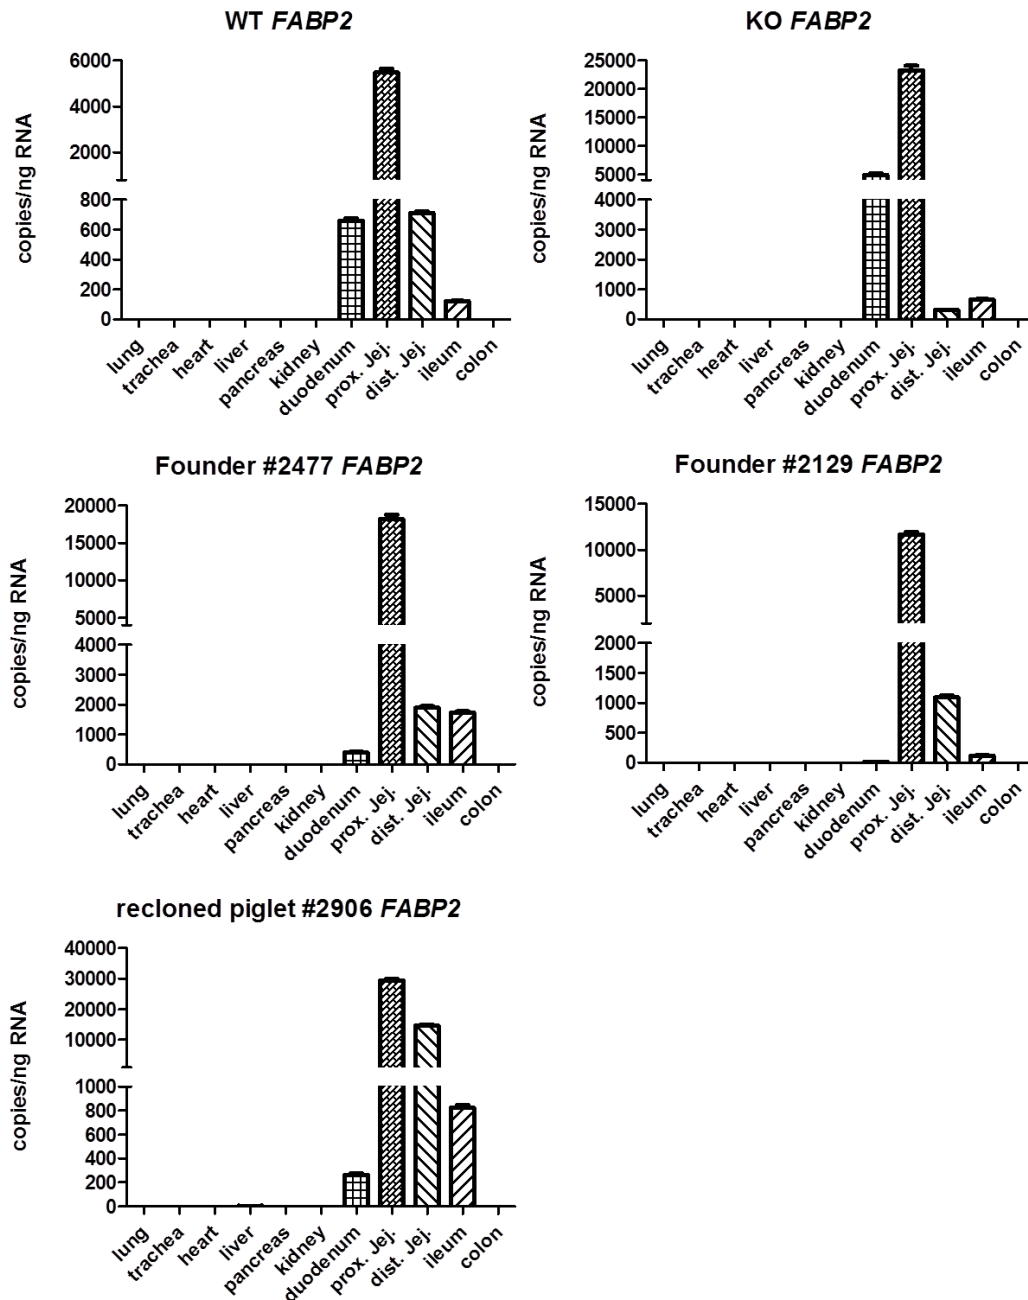 WT FABP2
copies/ng RNA
6000
4000
2000
800
600
400
200
0
lung
trachea
heart
liver
pancreas
kidney
duodenum
prox. Jej.
dist. Jej.
ileum
colon
KO FABP2
copies/ng RNA
25000
20000
15000
10000
5000
4000
3000
2000
1000
0
lung
trachea
heart
liver
pancreas
kidney
duodenum
prox. Jej.
dist. Jej.
ileum
colon
Founder #2477 FABP2
copies/ng RNA
20000
15000
10000
5000
4000
3000
2000
1000
0
lung
trachea
heart
liver
pancreas
kidney
duodenum
prox. Jej.
dist. Jej.
ileum
colon
Founder #2129 FABP2
copies/ng RNA
15000
10000
5000
2000
1500
1000
500
0
lung
trachea
heart
liver
pancreas
kidney
duodenum
prox. Jej.
dist. Jej.
ileum
colon
recloned piglet #2906 FABP2
copies/ng RNA
40000
30000
20000
10000
1000
800
600
400
200
0
lung
trachea
heart
liver
pancreas
kidney
duodenum
prox. Jej.
dist. Jej.
ileum
colon